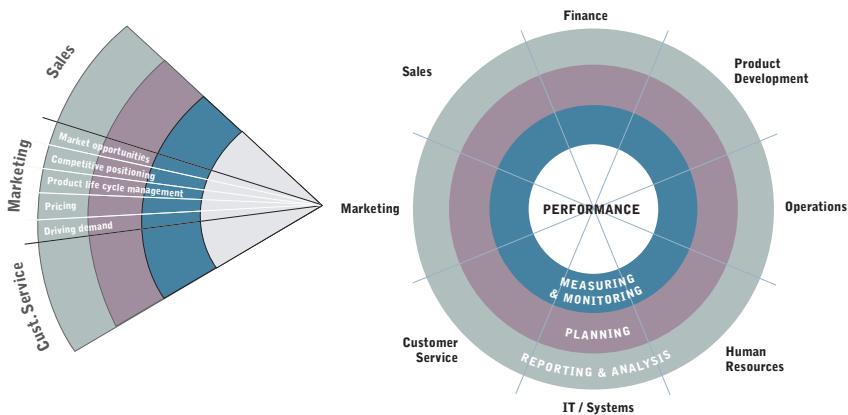 Sales
Marketing
Cust.Service
Market opportunities
Competitive positioning
Product life cycle management
Pricing
Driving demand
Finance
Sales
Product
Development
Marketing
PERFORMANCE
Operations
MEASURING
& MONITORING
PLANNING
REPORTING & ANALYSIS
Customer
Service
Human
Resources
IT / Systems